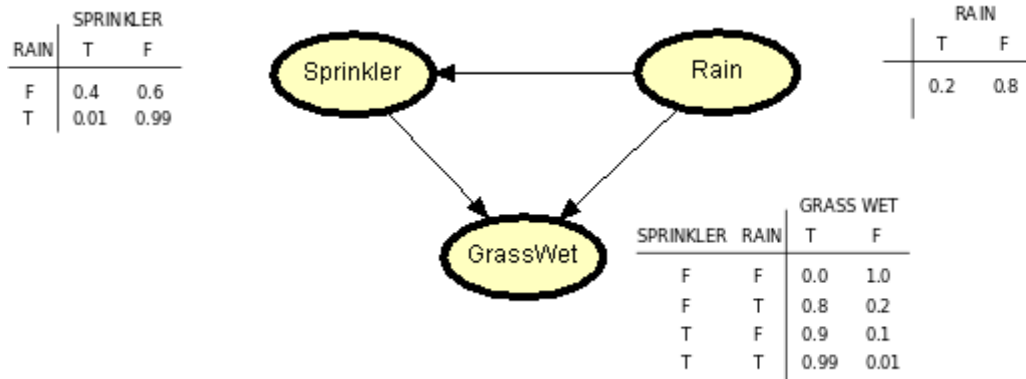 SPRINKLER
RAIN T F
F 0.4 0.6
T 0.01 0.99
Sprinkler
Rain
RAIN
T F
0.2 0.8
GrassWet
GRASS WET
SPRINKLER RAIN T F
F F 0.0 1.0
F T 0.8 0.2
T F 0.9 0.1
T T 0.99 0.01